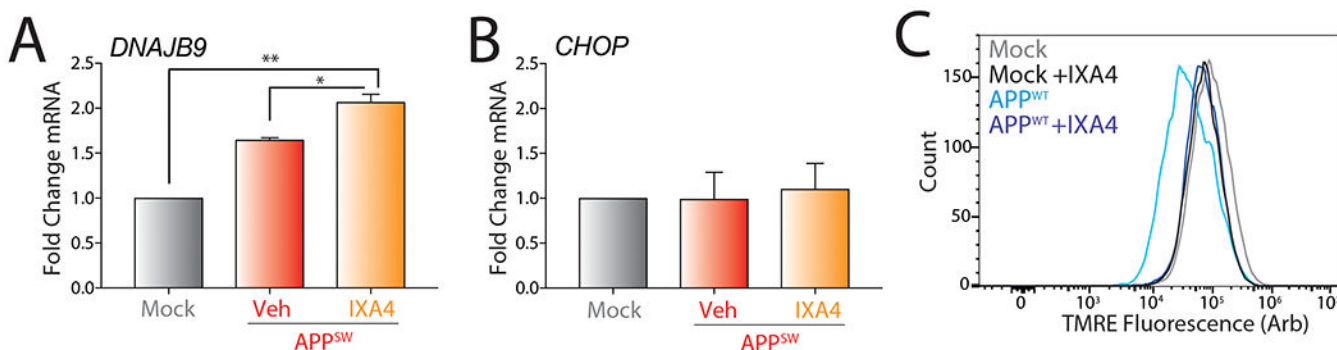 A
DNAJB9
Fold Change mRNA
2.5
2.0
1.5
1.0
0.5
0.0
**
*
Mock
Veh
IXA4
APPSW
B
CHOP
Fold Change mRNA
2.5
2.0
1.5
1.0
0.5
0.0
Mock
Veh
IXA4
APPSW
C
Mock
Mock +IXA4
APPWT
APPWT +IXA4
Count
150
100
50
0
0
10³
10⁴
10⁵
10⁶
TMRE Fluorescence (Arb)